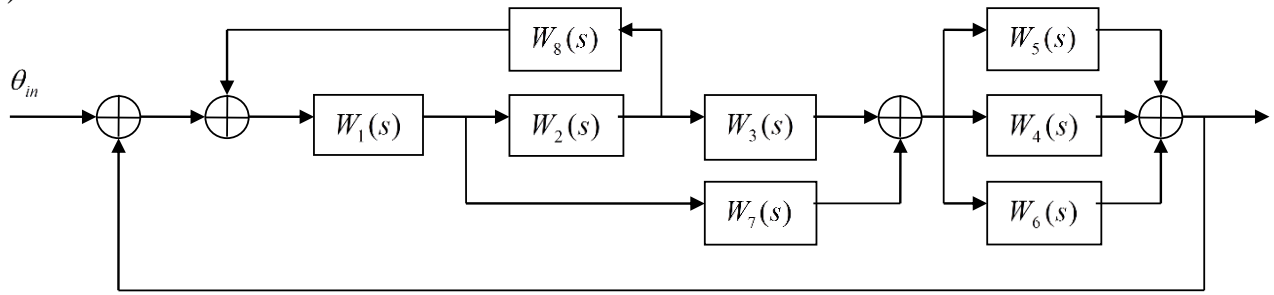 )
W₈(s)
W₅(s)
θᵢₙ
W₁(s)
W₂(s)
W₃(s)
W₄(s)
W₇(s)
W₆(s)